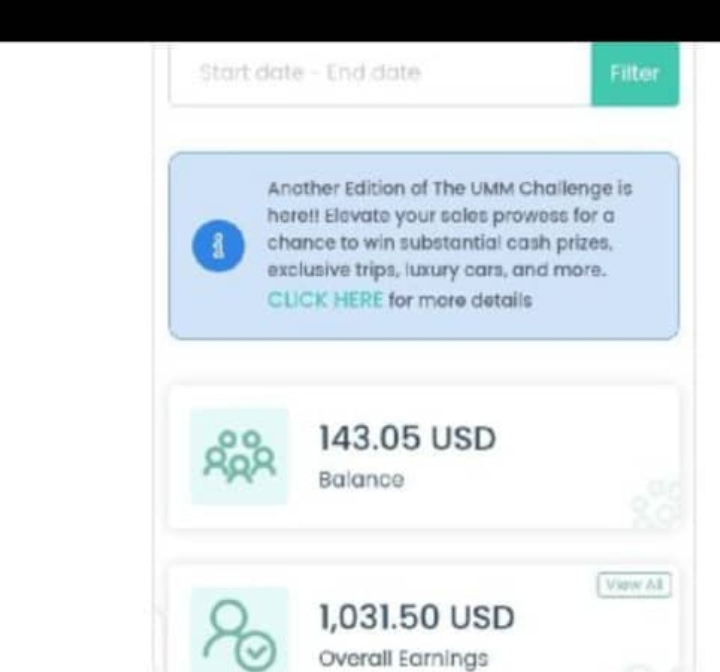 Start date - End date
Filter
Another Edition of The UMM Challenge is
here!! Elevate your sales prowess for a
chance to win substantial cash prizes,
exclusive trips, luxury cars, and more.
CLICK HERE for more details
143.05 USD
Balance
View All
1,031.50 USD
Overall Earnings